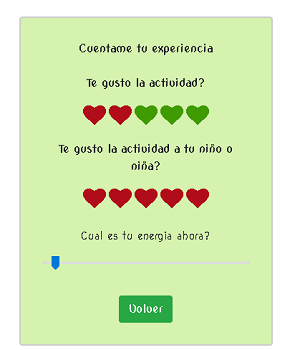 Cuentame tu experiencia
Te gusto la actividad?
Te gusto la actividad a tu niño o
niña?
Cual es tu energia ahora?
Volver